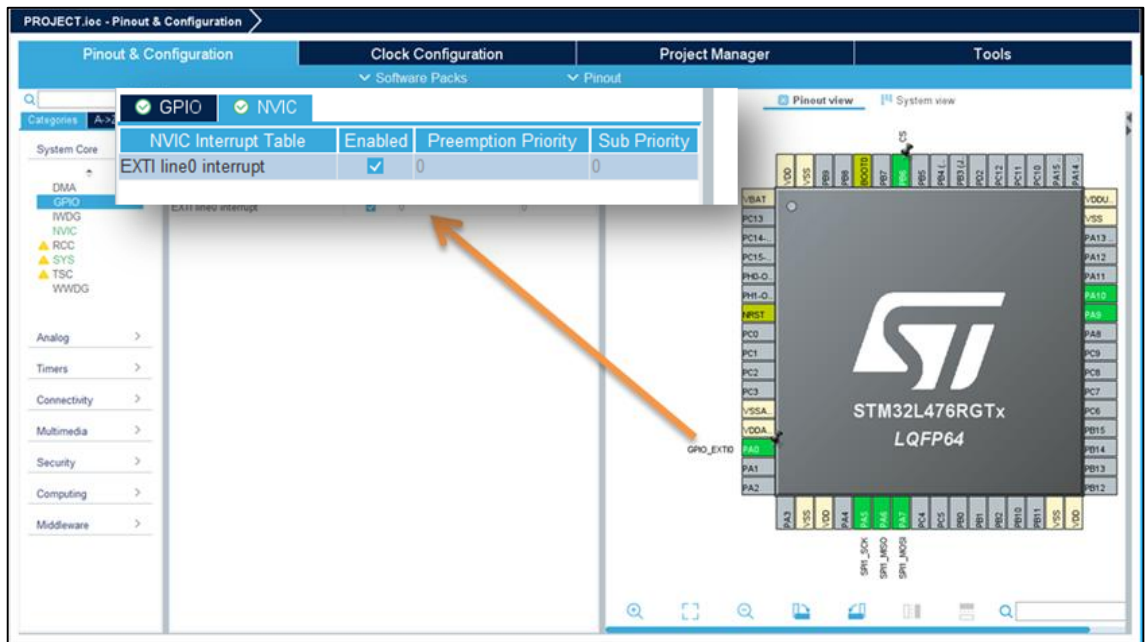 PROJECT.ioc - Pinout & Configuration
Pinout & Configuration
Clock Configuration
Project Manager
Tools
Software Packs
Pinout
GPIO
NVIC
NVIC Interrupt Table
Enabled
Preemption Priority
Sub Priority
EXTI line0 interrupt
0
0
EXTI line0 interrupt
0
0
Categories
System Core
DMA
GPIO
IWDG
NVIC
RCC
SYS
TSC
WWDG
Analog
Timers
Connectivity
Multimedia
Security
Computing
Middleware
Pinout view
System view
CS
VDD
VSS
PB9
PB8
BOOT0
PB7
PB6
PB5
PB4 (..
PB3 (J..
PD2
PC12
PC11
PC10
PA15 ..
PA14 ..
VBAT
PC13
PC14-..
PC15-..
PH0-O..
PH1-O..
NRST
PC0
PC1
PC2
PC3
VSSA..
VDDA..
GPIO_EXTI0
PA0
PA1
PA2
VDDU..
VSS
PA13 ..
PA12
PA11
PA10
PA9
PA8
PC9
PC8
PC7
PC6
PB15
PB14
PB13
PB12
STM32L476RGTx
LQFP64
PA3
VSS
VDD
PA4
PA5
PA6
PA7
PC4
PC5
PB0
PB1
PB2
PB10
PB11
VSS
VDD
SPI1_SCK
SPI1_MISO
SPI1_MOSI